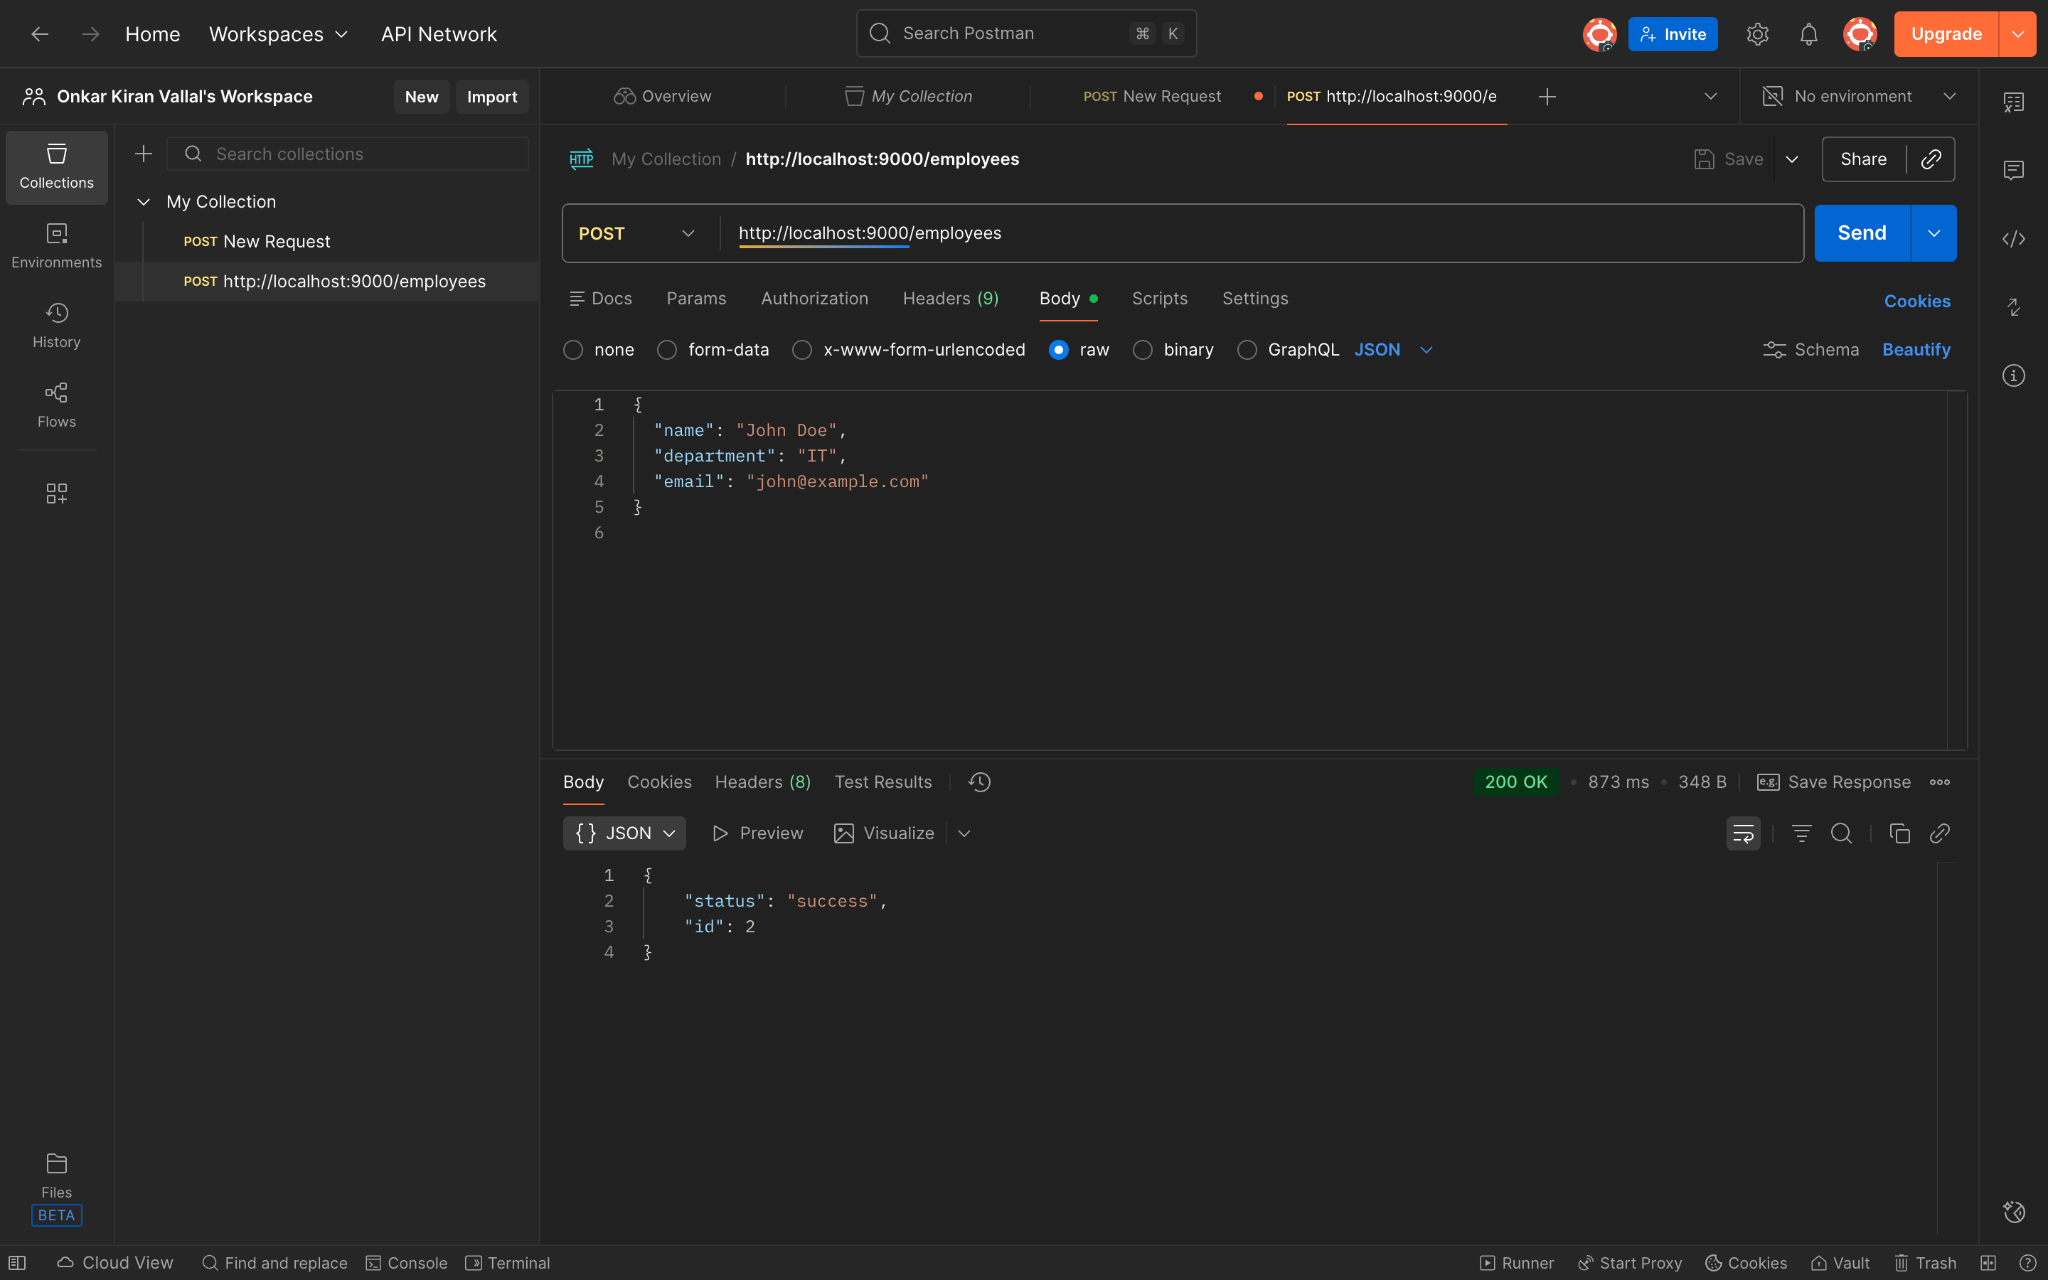 Home Workspaces API Network Search Postman ⌘ K Invite Upgrade
Onkar Kiran Vallal's Workspace New Import
Overview My Collection POST New Request POST http://localhost:9000/e No environment
Collections
Environments
History
Flows
Files
BETA
Search collections
My Collection
POST New Request
POST http://localhost:9000/employees
HTTP My Collection / http://localhost:9000/employees Save Share
POST http://localhost:9000/employees Send
Docs Params Authorization Headers (9) Body Scripts Settings Cookies
none form-data x-www-form-urlencoded raw binary GraphQL JSON Schema Beautify
1 {
2 "name": "John Doe",
3 "department": "IT",
4 "email": "john@example.com"
5 }
6
Body Cookies Headers (8) Test Results 200 OK • 873 ms • 348 B e.g. Save Response
{} JSON Preview Visualize
1 {
2 "status": "success",
3 "id": 2
4 }
Cloud View Find and replace Console Terminal Runner Start Proxy Cookies Vault Trash